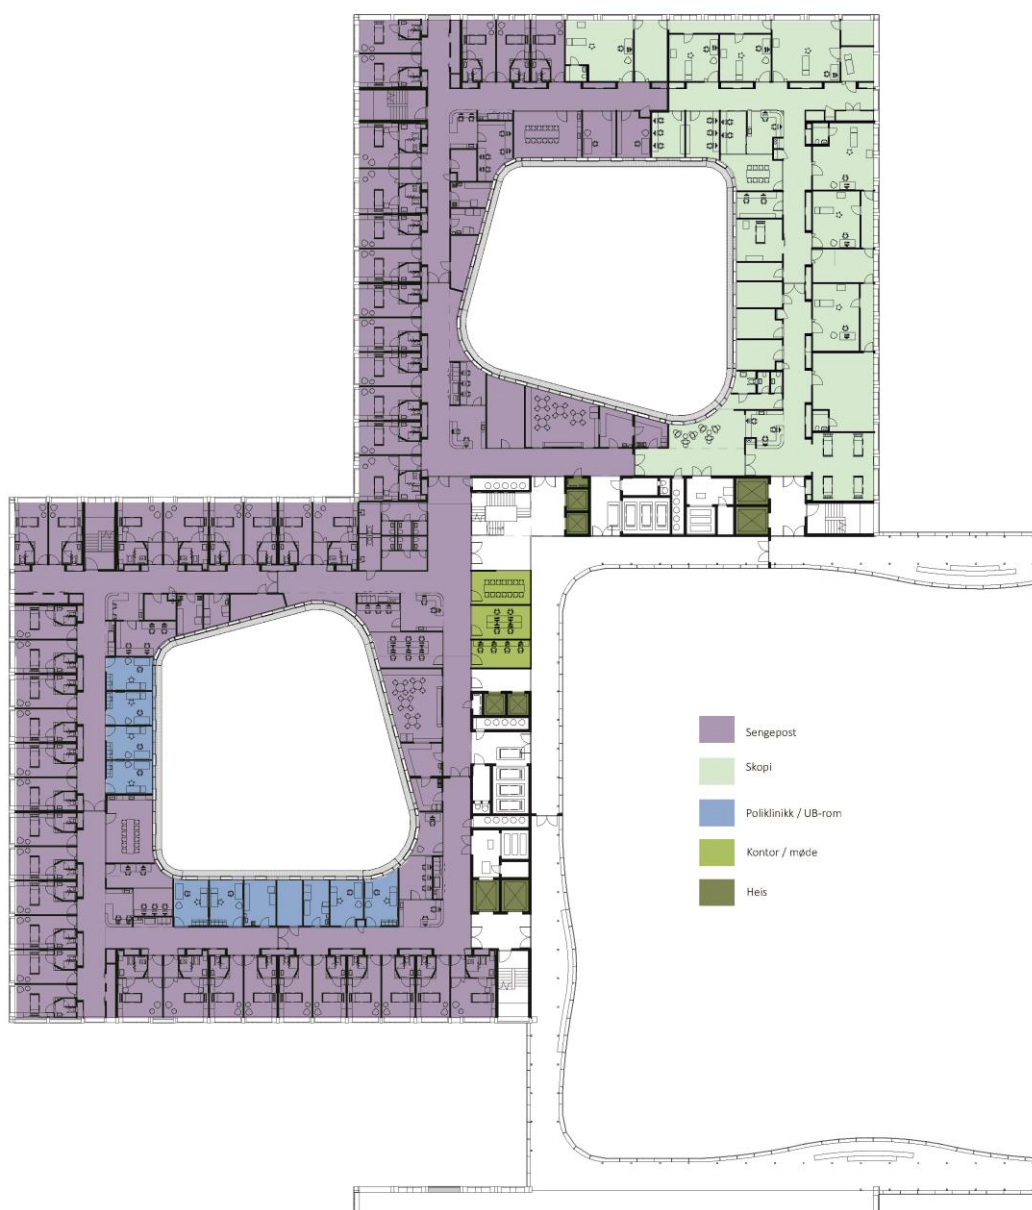 Sengepost
Skopi
Poliklinikk / UB-rom
Kontor / møde
Heis